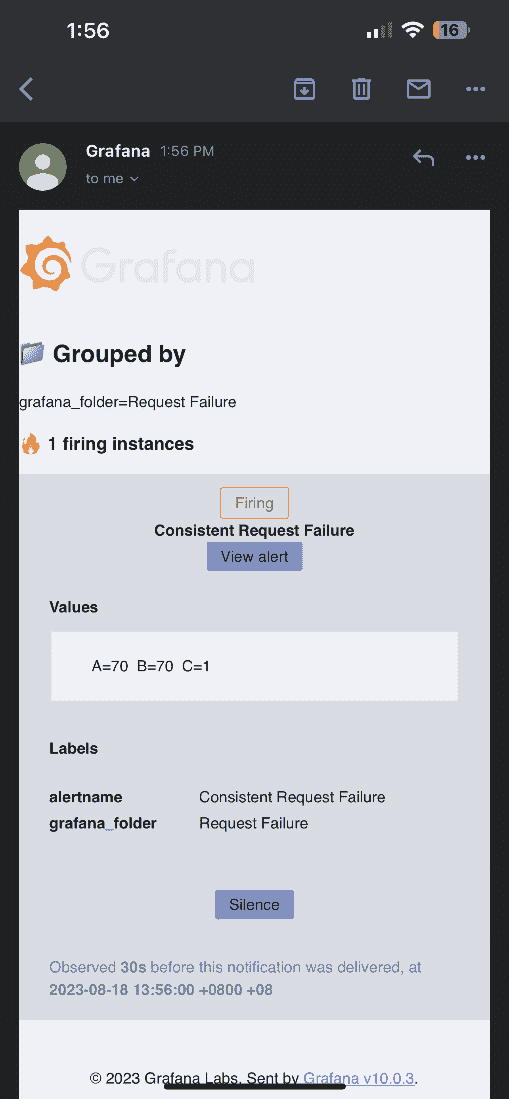 1:56
16
Grafana 1:56 PM
to me
Grafana
Grouped by
grafana_folder=Request Failure
1 firing instances
Firing
Consistent Request Failure
View alert
Values
A=70 B=70 C=1
Labels
alertname Consistent Request Failure
grafana_folder Request Failure
Silence
Observed 30s before this notification was delivered, at
2023-08-18 13:56:00 +0800 +08
© 2023 Grafana Labs. Sent by Grafana v10.0.3.